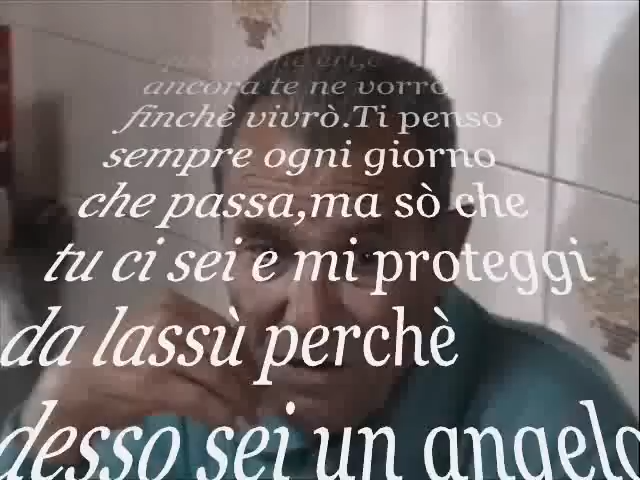 ancora te ne vorrò
finchè vivrò.Ti penso
sempre ogni giorno
che passa,ma sò che
tu ci sei e mi proteggi
da lassù perchè
desso sei un angelo